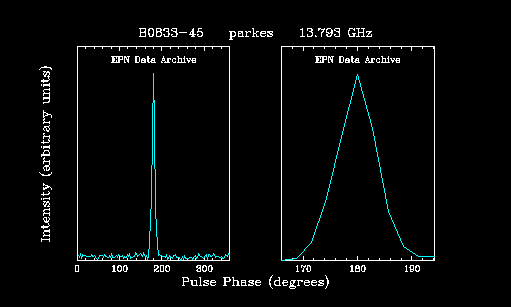 B0833-45 parkes 13.793 GHz
EPN Data Archive
EPN Data Archive
Intensity (arbitrary units)
0 100 200 300
170 180 190
Pulse Phase (degrees)